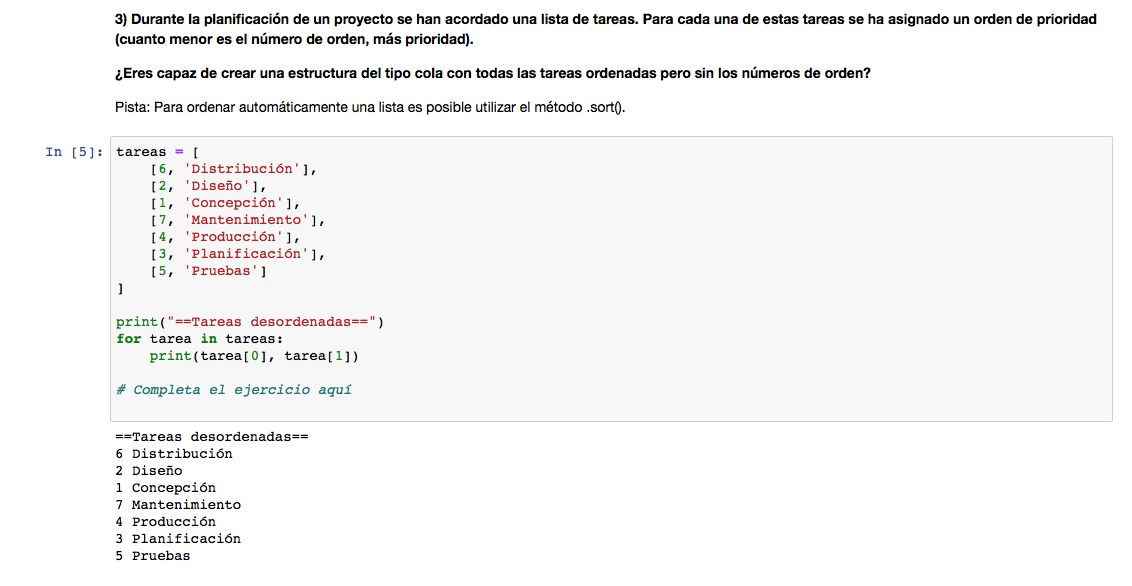 3) Durante la planificación de un proyecto se han acordado una lista de tareas. Para cada una de estas tareas se ha asignado un orden de prioridad
(cuanto menor es el número de orden, más prioridad).
¿Eres capaz de crear una estructura del tipo cola con todas las tareas ordenadas pero sin los números de orden?
Pista: Para ordenar automáticamente una lista es posible utilizar el método .sort().
In [5]: tareas = [
    [6, 'Distribución'],
    [2, 'Diseño'],
    [1, 'Concepción'],
    [7, 'Mantenimiento'],
    [4, 'Producción'],
    [3, 'Planificación'],
    [5, 'Pruebas']
]
print("==Tareas desordenadas==")
for tarea in tareas:
    print(tarea[0], tarea[1])
# Completa el ejercicio aquí
==Tareas desordenadas==
6 Distribución
2 Diseño
1 Concepción
7 Mantenimiento
4 Producción
3 Planificación
5 Pruebas